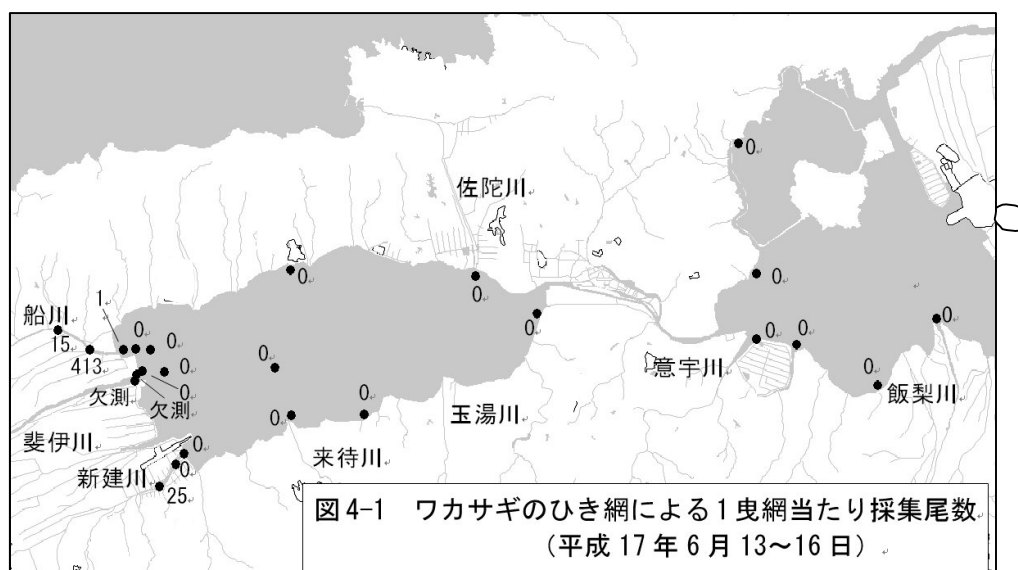 佐陀川
0
0
0
0
船川
1
15
413
0
0
0
0
0
0
0
0
0
欠測
欠測
0
意宇川
0
飯梨川
玉湯川
0
0
斐伊川
来待川
0
0
新建川
25
図4-1 ワカサギのひき網による1曳網当たり採集尾数
(平成17年6月13~16日)